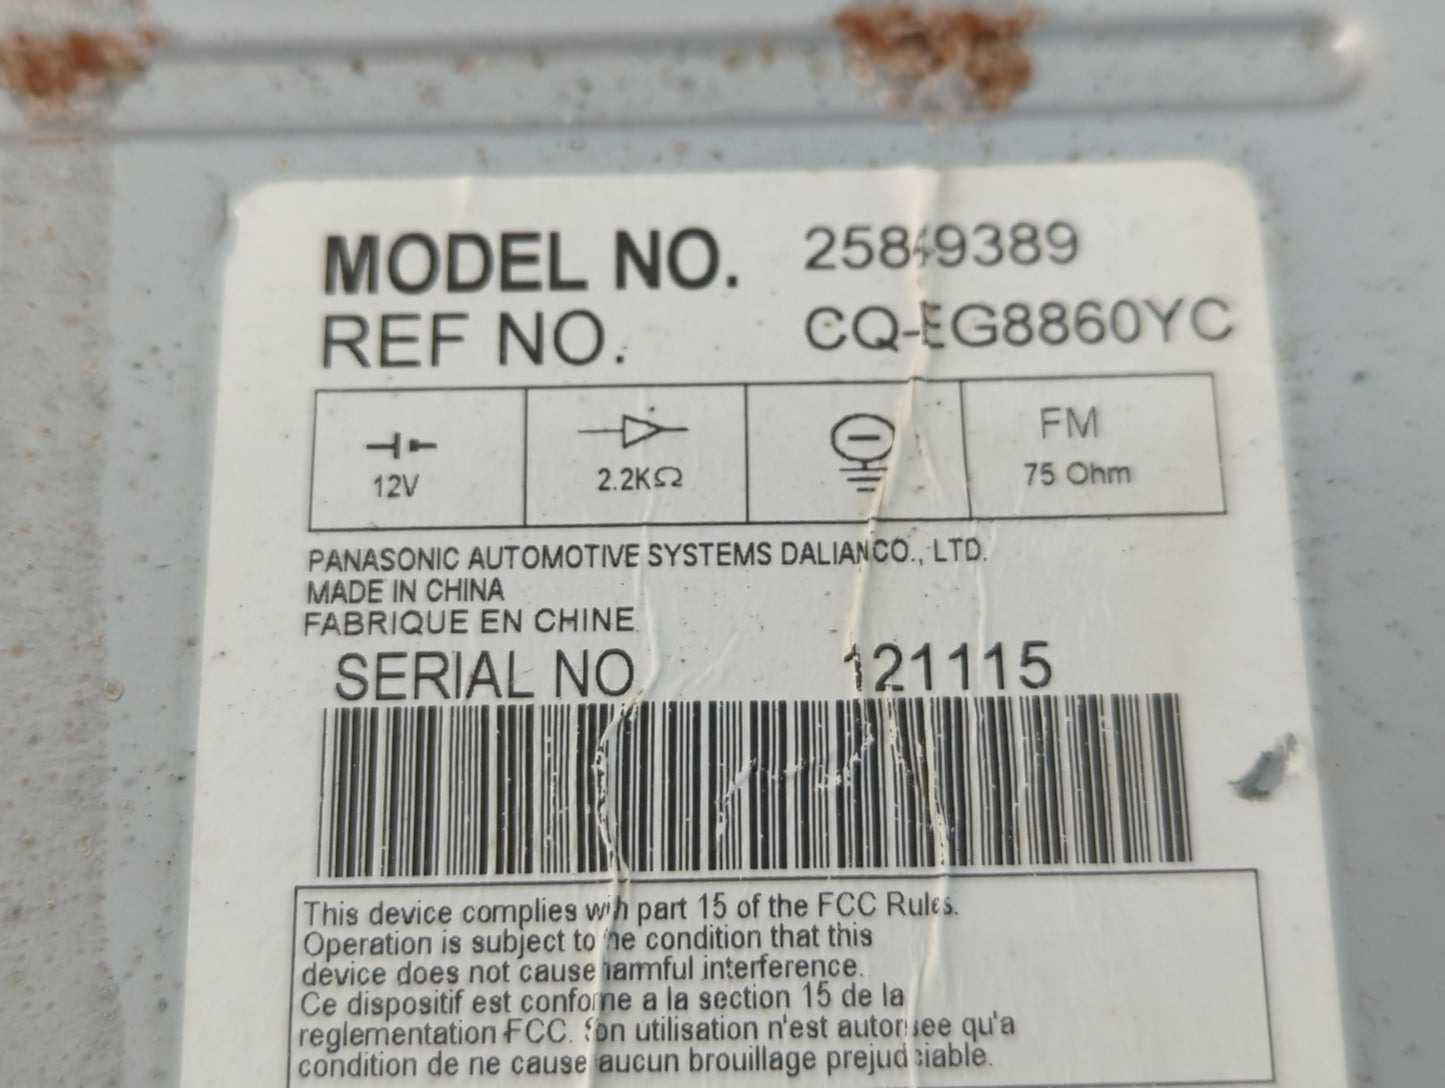 MODEL NO. 25849389
REF NO. CQ-EG8860YC
12V 2.2KΩ FM 75 Ohm
PANASONIC AUTOMOTIVE SYSTEMS DALIAN CO., LTD.
MADE IN CHINA
FABRIQUE EN CHINE
SERIAL NO 121115
This device complies with part 15 of the FCC Rules.
Operation is subject to the condition that this
device does not cause harmful interference.
Ce dispositif est conforme a la section 15 de la
reglementation FCC. Son utilisation n'est autorisee qu'a
condition de ne cause aucun brouillage prejudiciable.